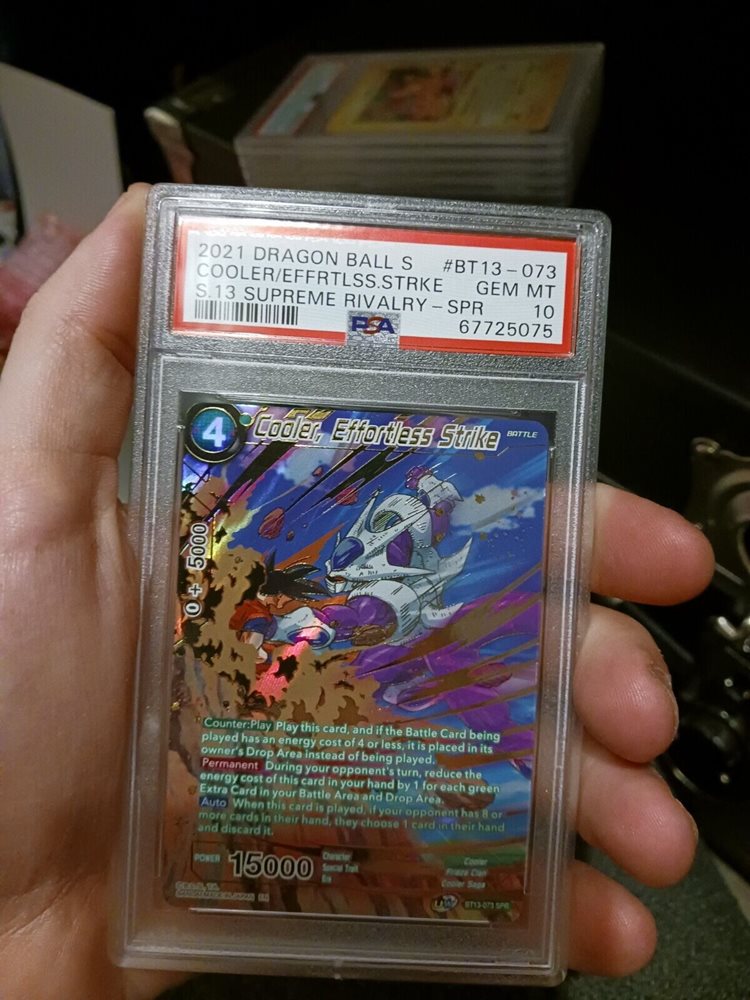 2021 DRAGON BALL S #BT13-073
COOLER/EFFRTLSS.STRKE GEM MT
S.13 SUPREME RIVALRY-SPR 10
PSA 67725075
4 Cooler, Effortless Strike BATTLE
0+ 5000
Counter:Play Play this card, and if the Battle Card being
played has an energy cost of 4 or less, it is placed in its
owner's Drop Area instead of being played.
Permanent During your opponent's turn, reduce the
energy cost of this card in your hand by 1 for each green
Extra Card in your Battle Area and Drop Area.
Auto When this card is played, if your opponent has 8 or
more cards in their hand, they choose 1 card in their hand
and discard it.
POWER 15000
Character Cooler
Special Trait Frieza Clan
Era Cooler Saga
BT13-073 SPR